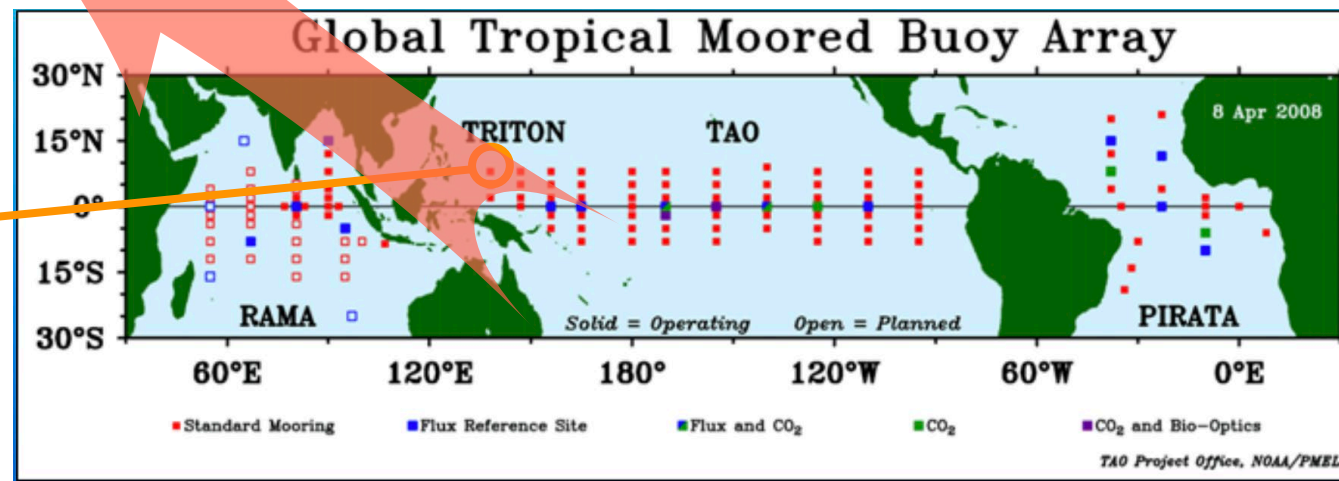 Global Tropical Moored Buoy Array
30°N
15°N
0°
15°S
30°S
8 Apr 2008
TRITON
TAO
RAMA
Solid = Operating
Open = Planned
PIRATA
60°E
120°E
180°
120°W
60°W
0°E
Standard Mooring
Flux Reference Site
Flux and CO₂
CO₂
CO₂ and Bio-Optics
TAO Project Office, NOAA/PMEL